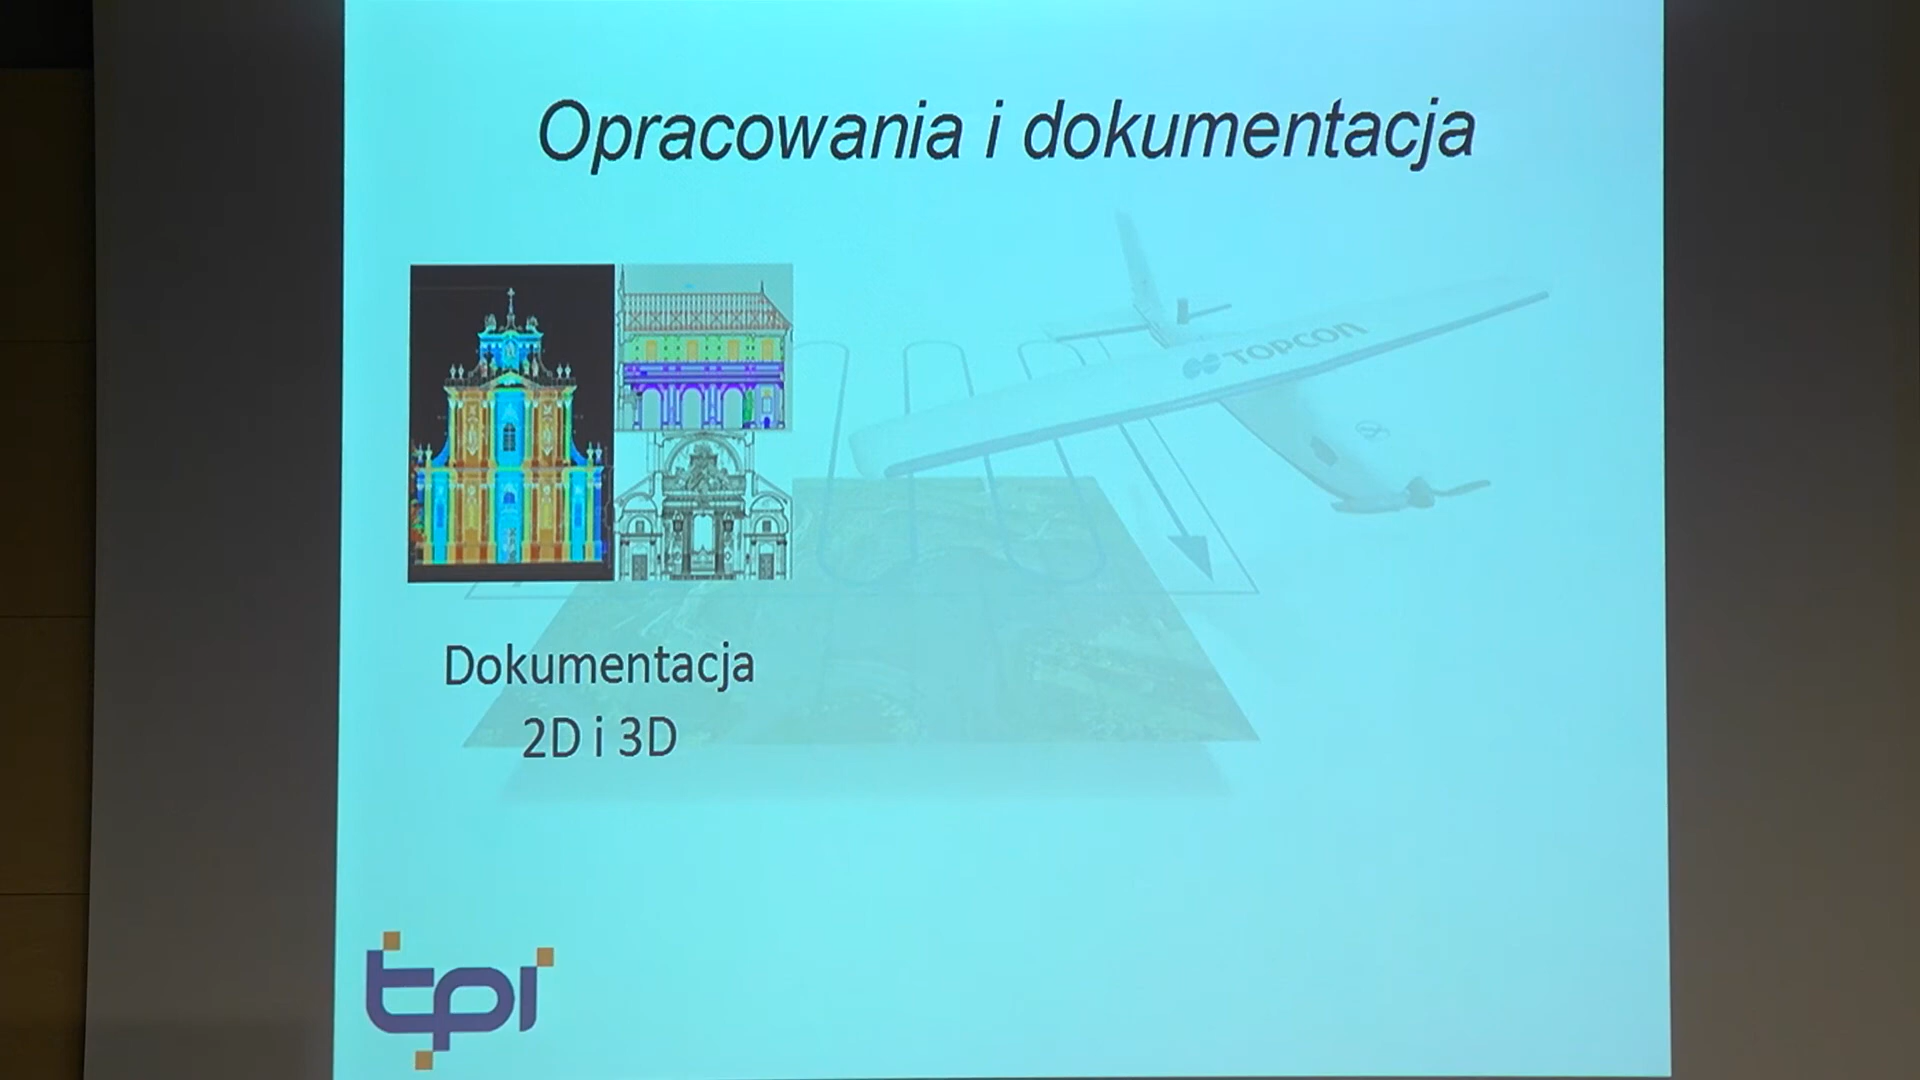 Opracowania i dokumentacja
TOPCON
Dokumentacja
2D i 3D
tpi